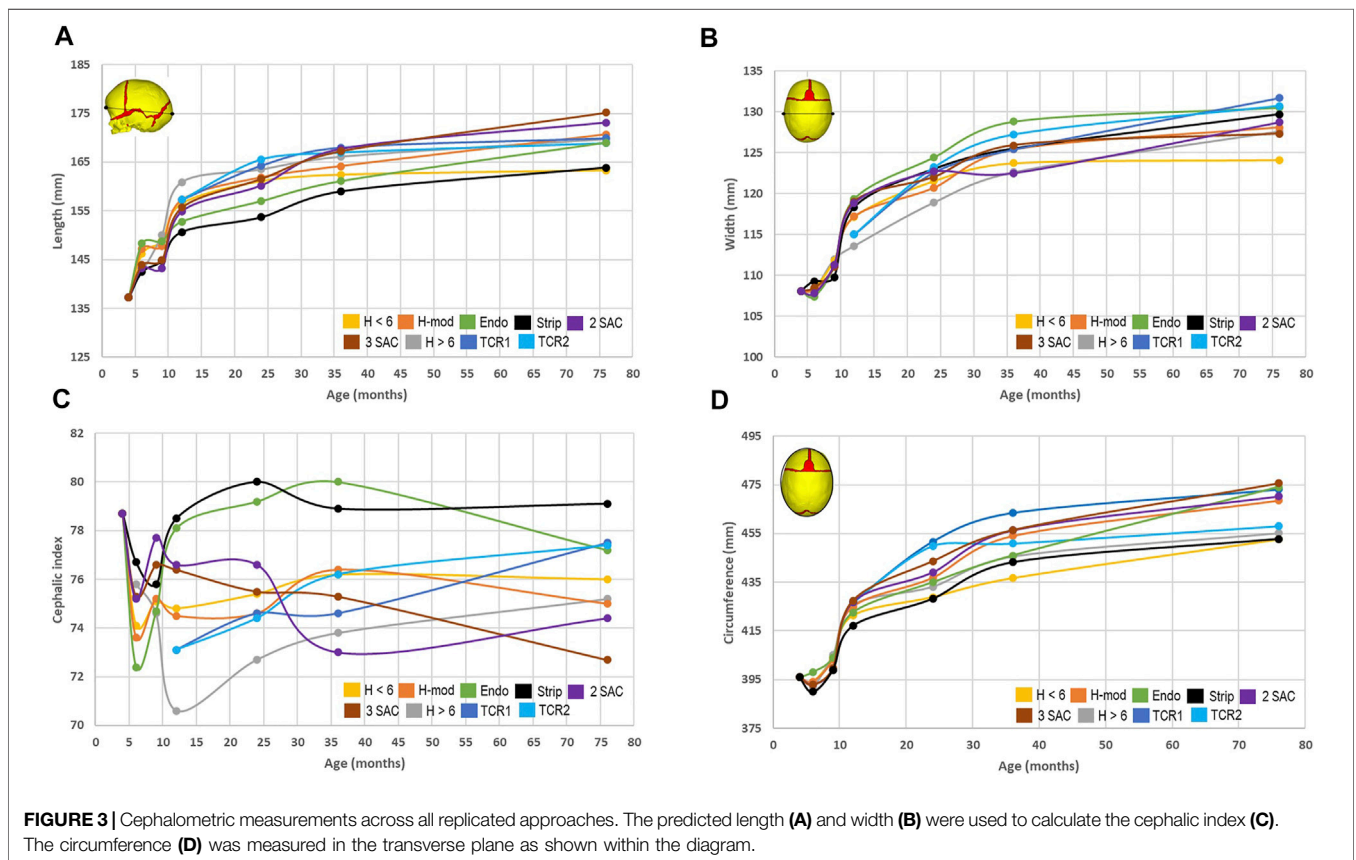 A
185
175
165
155
145
135
125
Length (mm)
0 5 10 15 20 25 30 35 40 45 50 55 60 65 70 75 80
Age (months)
H < 6 H-mod Endo Strip 2 SAC
3 SAC H > 6 TCR1 TCR2
B
135
130
125
120
115
110
105
100
Width (mm)
0 5 10 15 20 25 30 35 40 45 50 55 60 65 70 75 80
Age (months)
H < 6 H-mod Endo Strip 2 SAC
3 SAC H > 6 TCR1 TCR2
C
82
80
78
76
74
72
70
Cephalic index
0 5 10 15 20 25 30 35 40 45 50 55 60 65 70 75 80
Age (months)
H < 6 H-mod Endo Strip 2 SAC
3 SAC H > 6 TCR1 TCR2
D
495
475
455
435
415
395
375
Circumference (mm)
0 10 20 30 40 50 60 70 80
Age (months)
H < 6 H-mod Endo Strip 2 SAC
3 SAC H > 6 TCR1 TCR2
FIGURE 3 | Cephalometric measurements across all replicated approaches. The predicted length (A) and width (B) were used to calculate the cephalic index (C).
The circumference (D) was measured in the transverse plane as shown within the diagram.